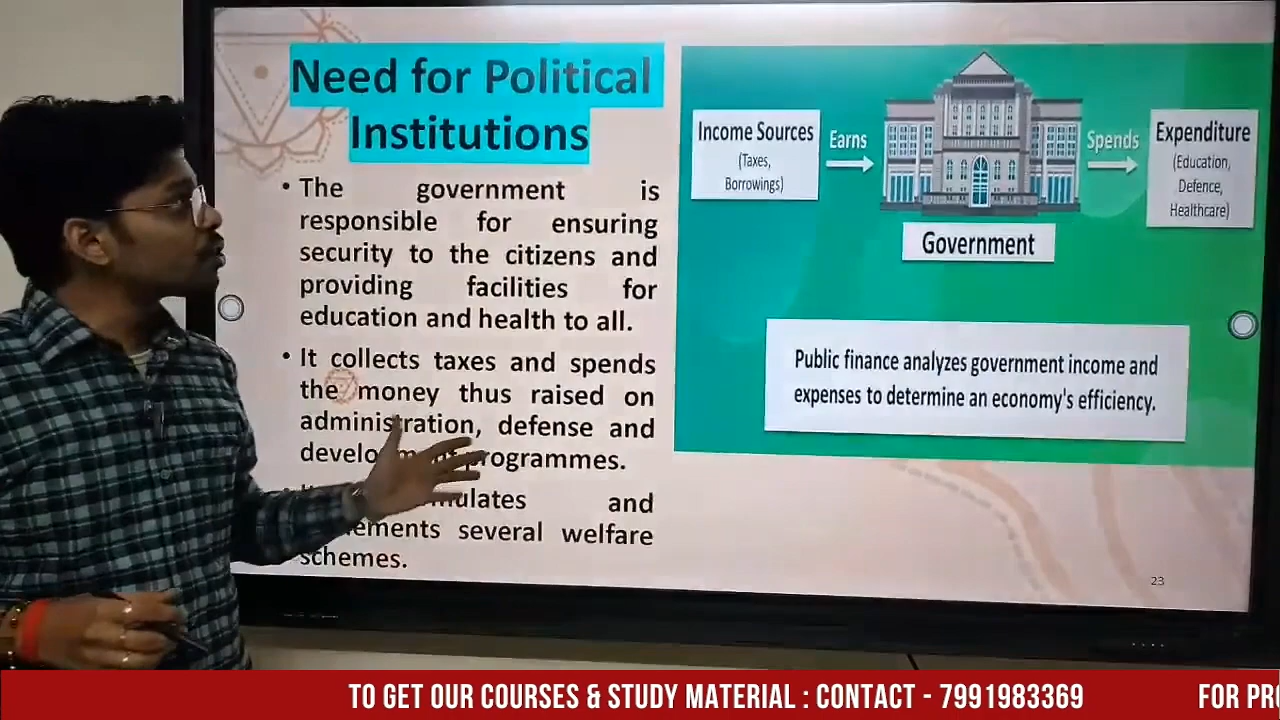 Need for Political
Institutions
• The government is
responsible for ensuring
security to the citizens and
providing facilities for
education and health to all.
• It collects taxes and spends
the money thus raised on
administration, defense and
programmes.
and
several welfare
schemes.
Income Sources
(Taxes,
Borrowings)
Earns
Government
Spends
Expenditure
(Education,
Defence,
Healthcare)
Public finance analyzes government income and
expenses to determine an economy's efficiency.
23
TO GET OUR COURSES & STUDY MATERIAL : CONTACT - 7991983369
FOR